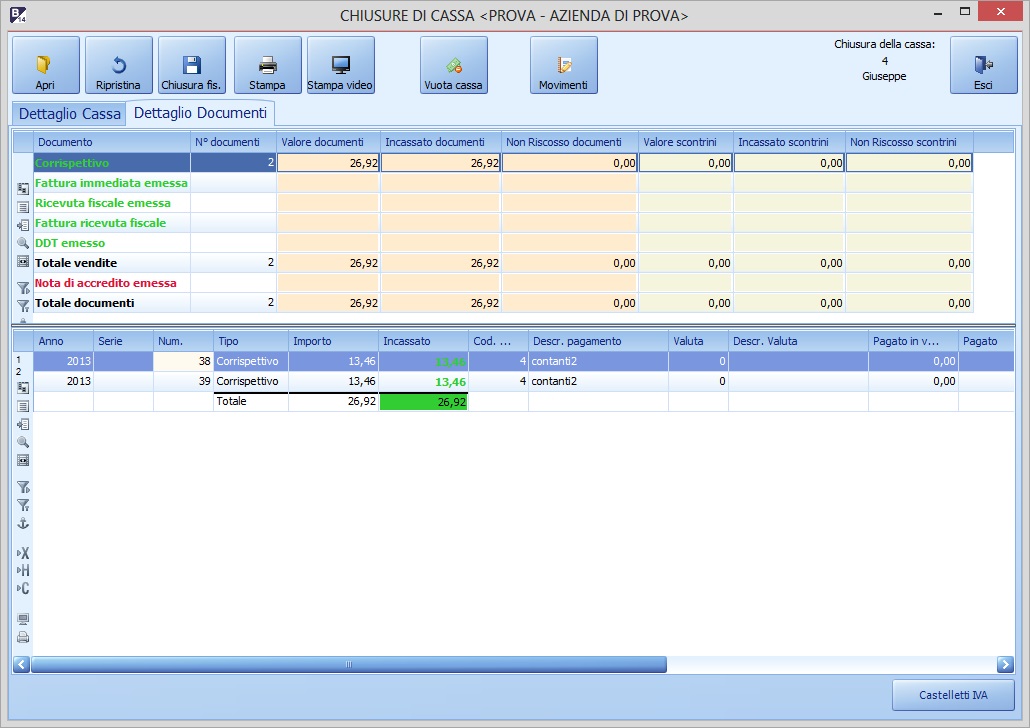 B
14
CHIUSURE DI CASSA <PROVA - AZIENDA DI PROVA>
Apri
Ripristina
Chiusura fis.
Stampa
Stampa video
Vuota cassa
Movimenti
Chiusura della cassa:
4
Giuseppe
Esci
Dettaglio Cassa
Dettaglio Documenti
Documento N° documenti Valore documenti Incassato documenti Non Riscosso documenti Valore scontrini Incassato scontrini Non Riscosso scontrini
Corrispettivo 2 26,92 26,92 0,00 0,00 0,00 0,00
Fattura immediata emessa
Ricevuta fiscale emessa
Fattura ricevuta fiscale
DDT emesso
Totale vendite 2 26,92 26,92 0,00 0,00 0,00 0,00
Nota di accredito emessa
Totale documenti 2 26,92 26,92 0,00 0,00 0,00 0,00
Anno Serie Num. Tipo Importo Incassato Cod. ... Descr. pagamento Valuta Descr. Valuta Pagato in v... Pagato
1 2013 38 Corrispettivo 13,46 13,46 4 contanti2 0 0,00
2 2013 39 Corrispettivo 13,46 13,46 4 contanti2 0 0,00
Totale 26,92 26,92
X
H
C
Castelletti IVA